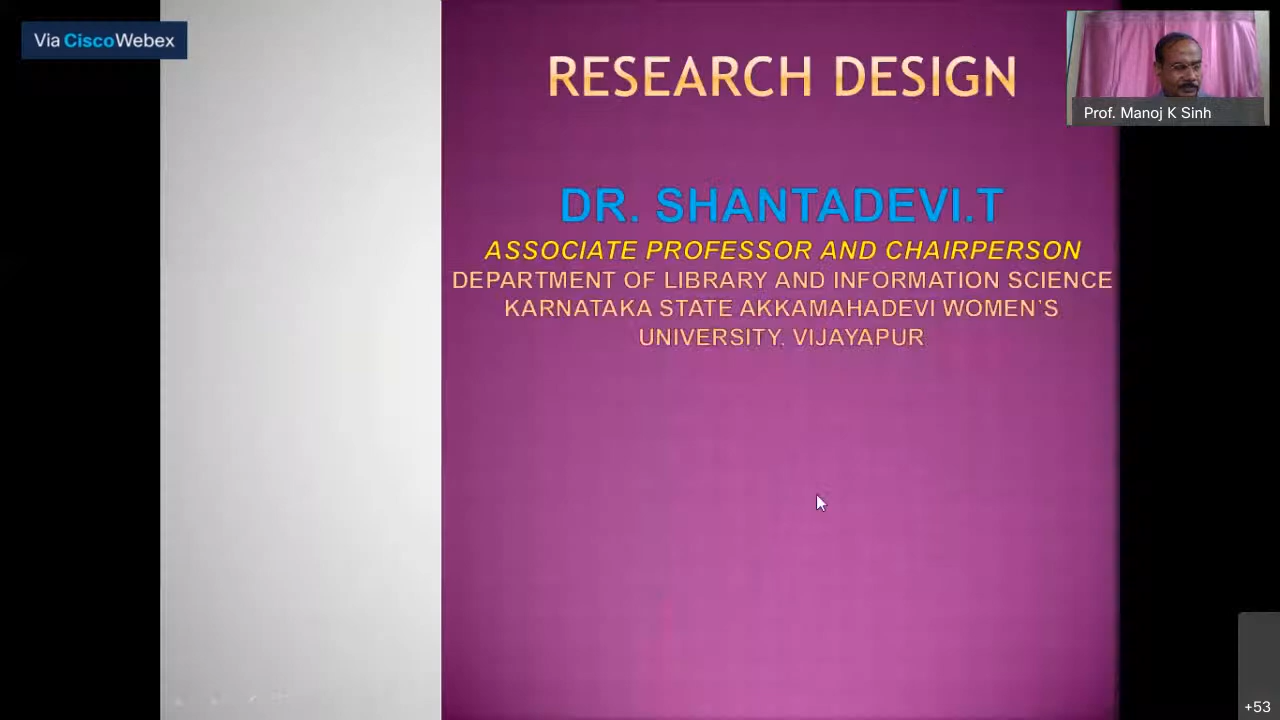 Via CiscoWebex
RESEARCH DESIGN
Prof. Manoj K Sinh
DR. SHANTADEVI.T
ASSOCIATE PROFESSOR AND CHAIRPERSON
DEPARTMENT OF LIBRARY AND INFORMATION SCIENCE
KARNATAKA STATE AKKAMAHADEVI WOMEN`S
UNIVERSITY, VIJAYAPUR
+53